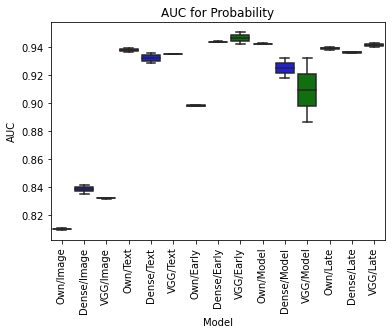 AUC for Probability
AUC
0.94
0.92
0.90
0.88
0.86
0.84
0.82
Own/Image
Dense/Image
VGG/Image
Own/Text
Dense/Text
VGG/Text
Own/Early
Dense/Early
VGG/Early
Own/Model
Dense/Model
VGG/Model
Own/Late
Dense/Late
VGG/Late
Model